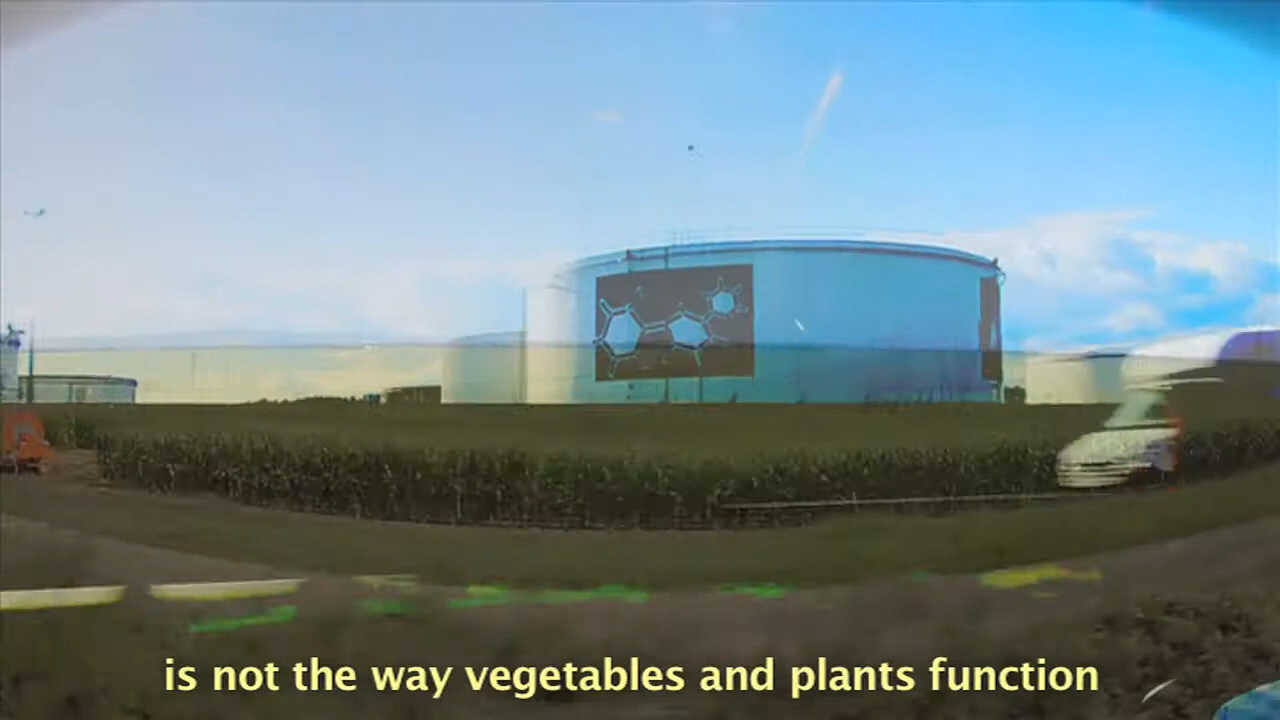 is not the way vegetables and plants function